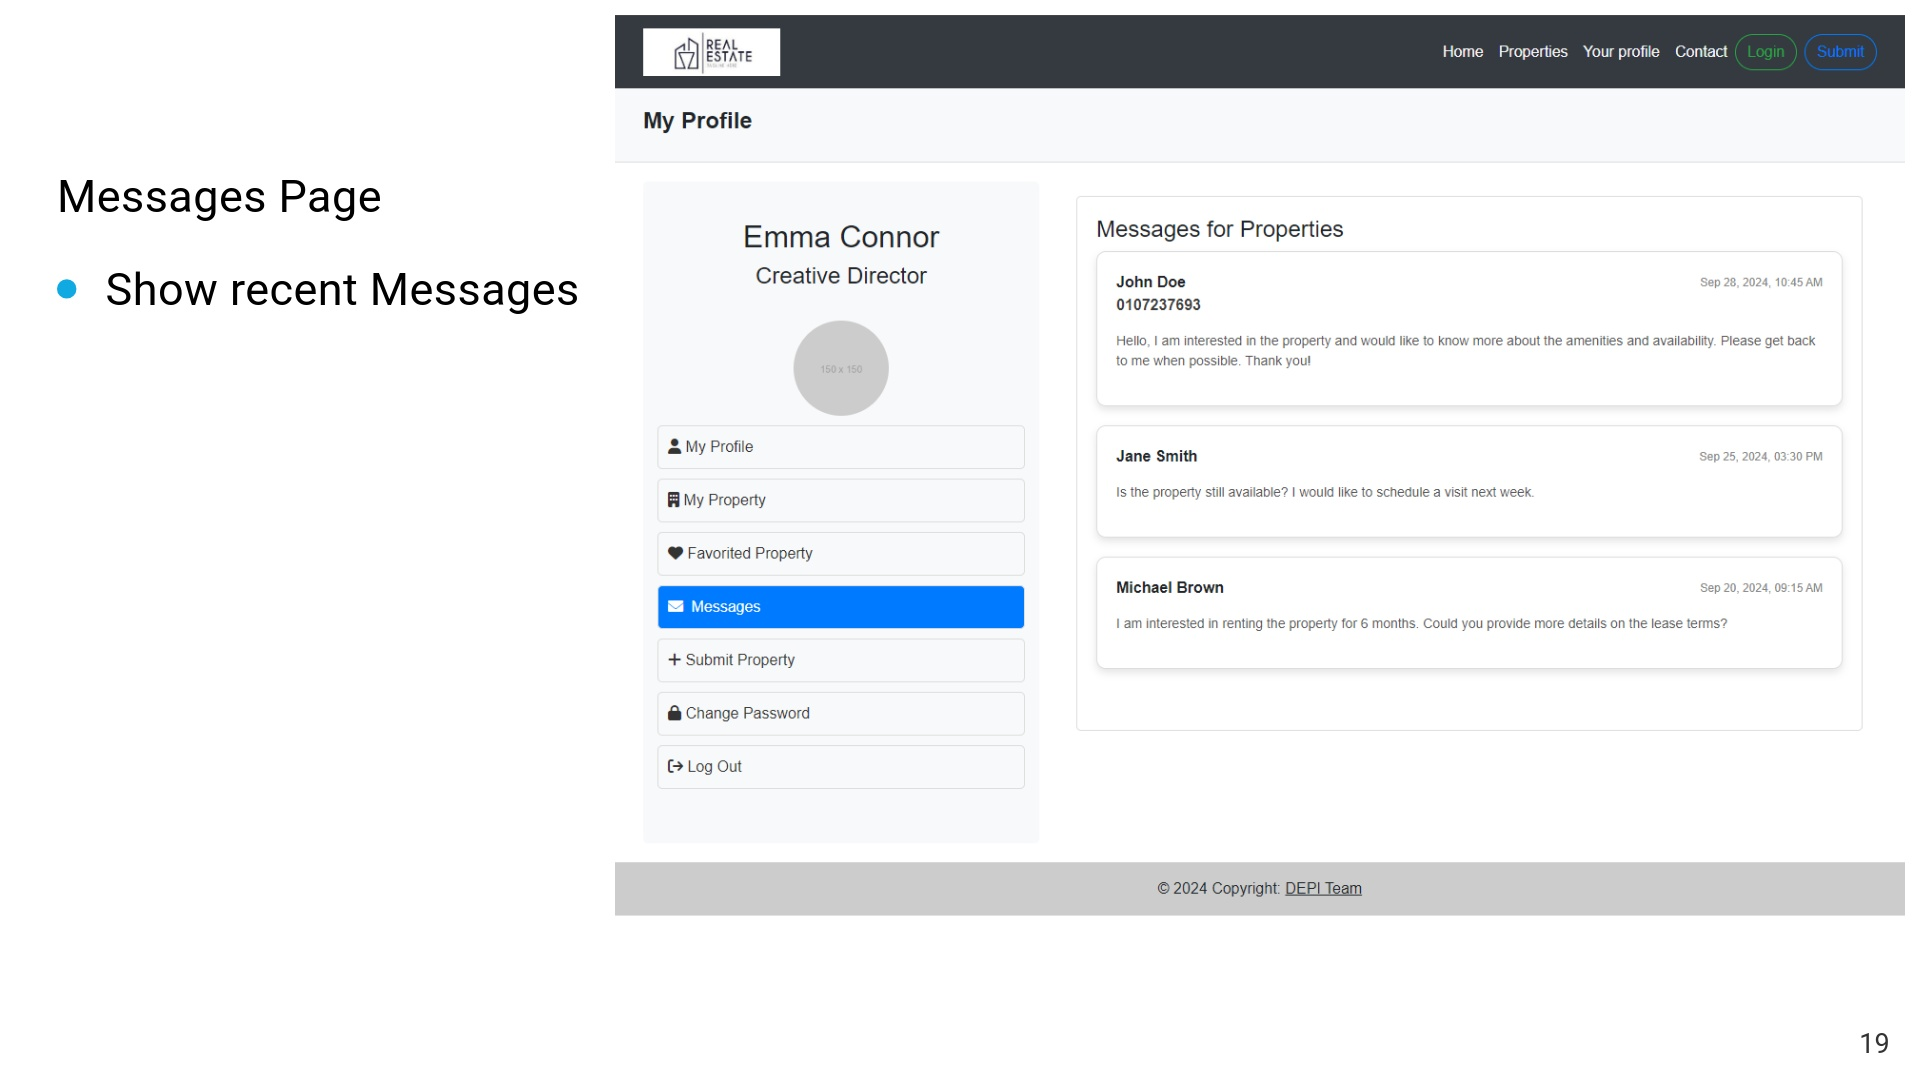 Messages Page
Show recent Messages
REAL
ESTATE
Home Properties Your profile Contact Login Submit
My Profile
Emma Connor
Creative Director
150 x 150
My Profile
My Property
Favorited Property
Messages
Submit Property
Change Password
Log Out
Messages for Properties
John Doe Sep 28, 2024, 10:45 AM
0107237693
Hello, I am interested in the property and would like to know more about the amenities and availability. Please get back
to me when possible. Thank you!
Jane Smith Sep 25, 2024, 03:30 PM
Is the property still available? I would like to schedule a visit next week.
Michael Brown Sep 20, 2024, 09:15 AM
I am interested in renting the property for 6 months. Could you provide more details on the lease terms?
© 2024 Copyright: DEPI Team
19